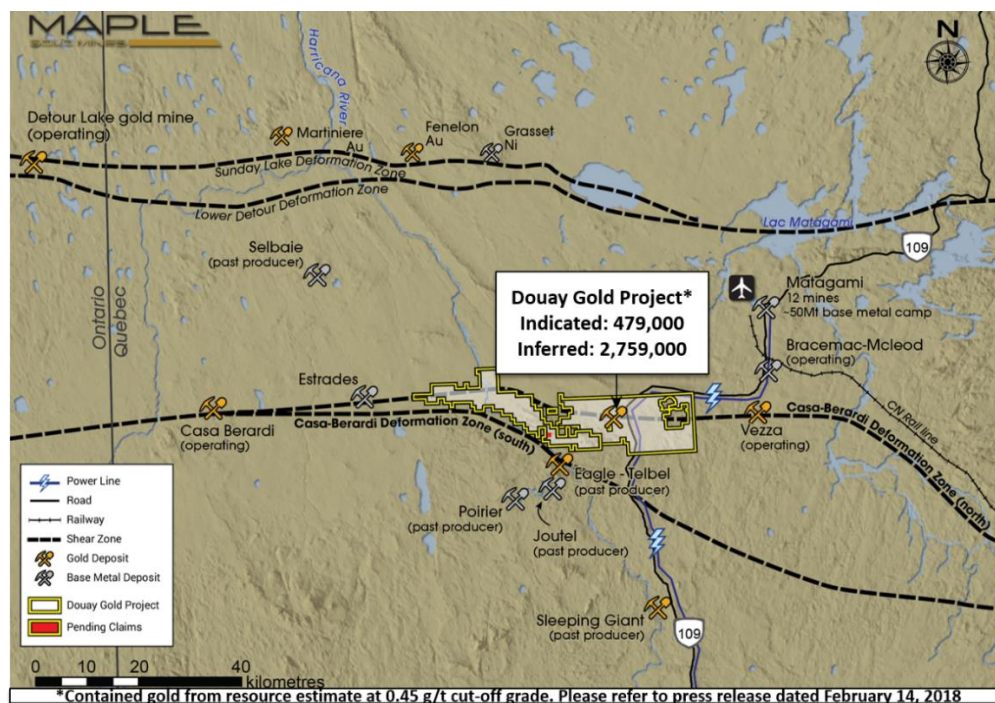 MAPLE
GOLD MINES
N
Harricana River
Detour Lake gold mine
(operating)
Martiniere
Au
Fenelon
Au
Grasset
Ni
Sunday Lake Deformation Zone
Lower Detour Deformation Zone
Lac Matagami
109
Selbaie
(past producer)
Ontario
Quebec
Douay Gold Project*
Indicated: 479,000
Inferred: 2,759,000
Matagami
12 mines
~50Mt base metal camp
Bracemac-Mcleod
(operating)
Estrades
CN Rail line
Casa Berardi
(operating)
Casa-Berardi Deformation Zone (south)
Vezza
(operating)
Casa-Berardi Deformation Zone (north)
Eagle - Telbel
(past producer)
Poirier
(past producer)
Joutel
(past producer)
Sleeping Giant
(past producer)
109
Power Line
Road
Railway
Shear Zone
Gold Deposit
Base Metal Deposit
Douay Gold Project
Pending Claims
0 10 20 40
kilometres
*Contained gold from resource estimate at 0.45 g/t cut-off grade. Please refer to press release dated February 14, 2018